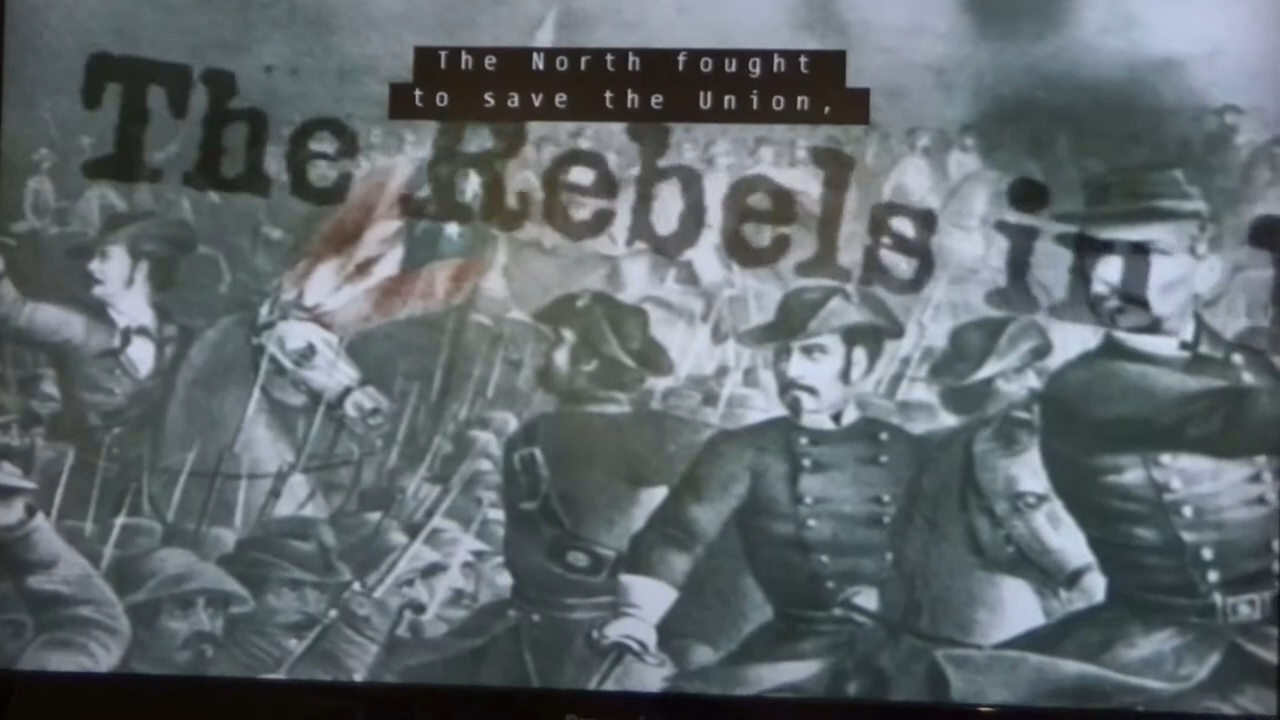 The North fought
to save the Union,
The Rebels in